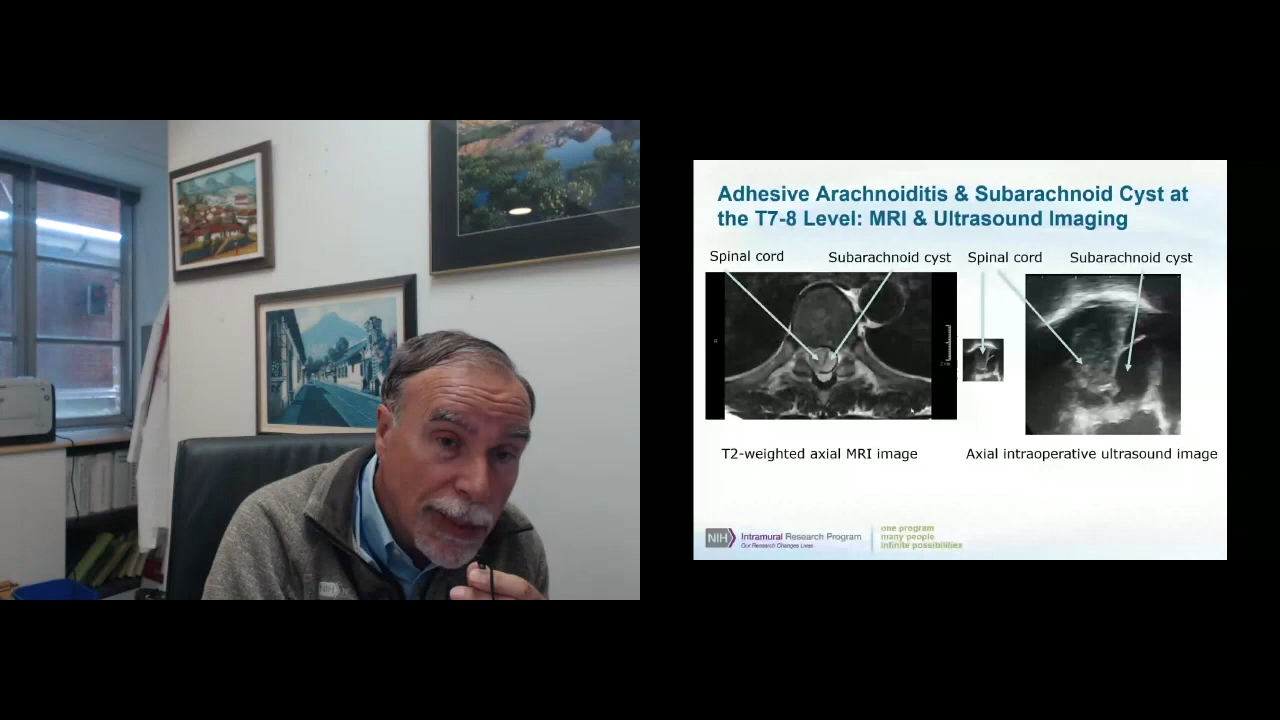 Adhesive Arachnoiditis & Subarachnoid Cyst at
the T7-8 Level: MRI & Ultrasound Imaging
Spinal cord
Subarachnoid cyst
Spinal cord
Subarachnoid cyst
T2-weighted axial MRI image
Axial intraoperative ultrasound image
NIH
Intramural Research Program
Our Research Changes Lives
one program
many people
infinite possibilities
NIH